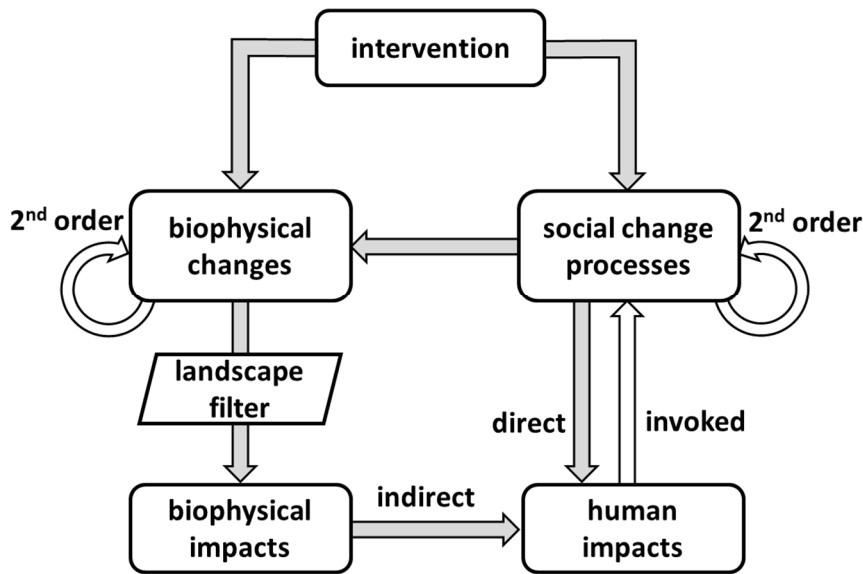 intervention
2nd order
biophysical
changes
social change
processes
2nd order
landscape
filter
direct
invoked
biophysical
impacts
indirect
human
impacts